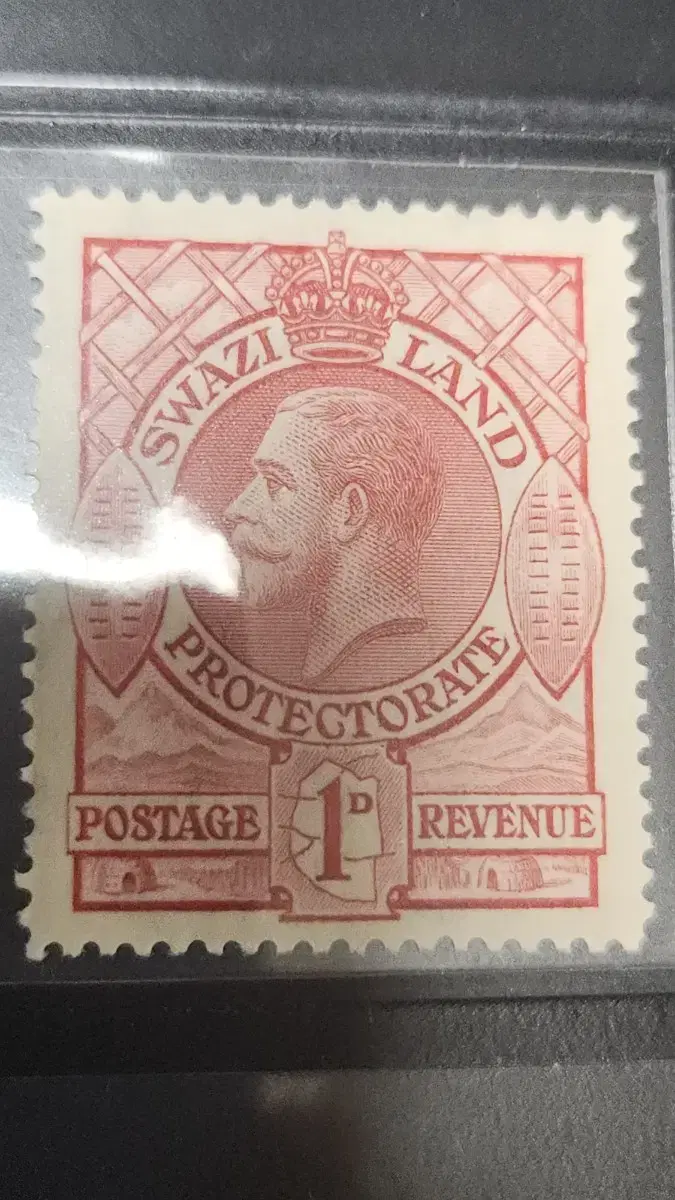 SWAZI LAND
PROTECTORATE
1D
POSTAGE REVENUE